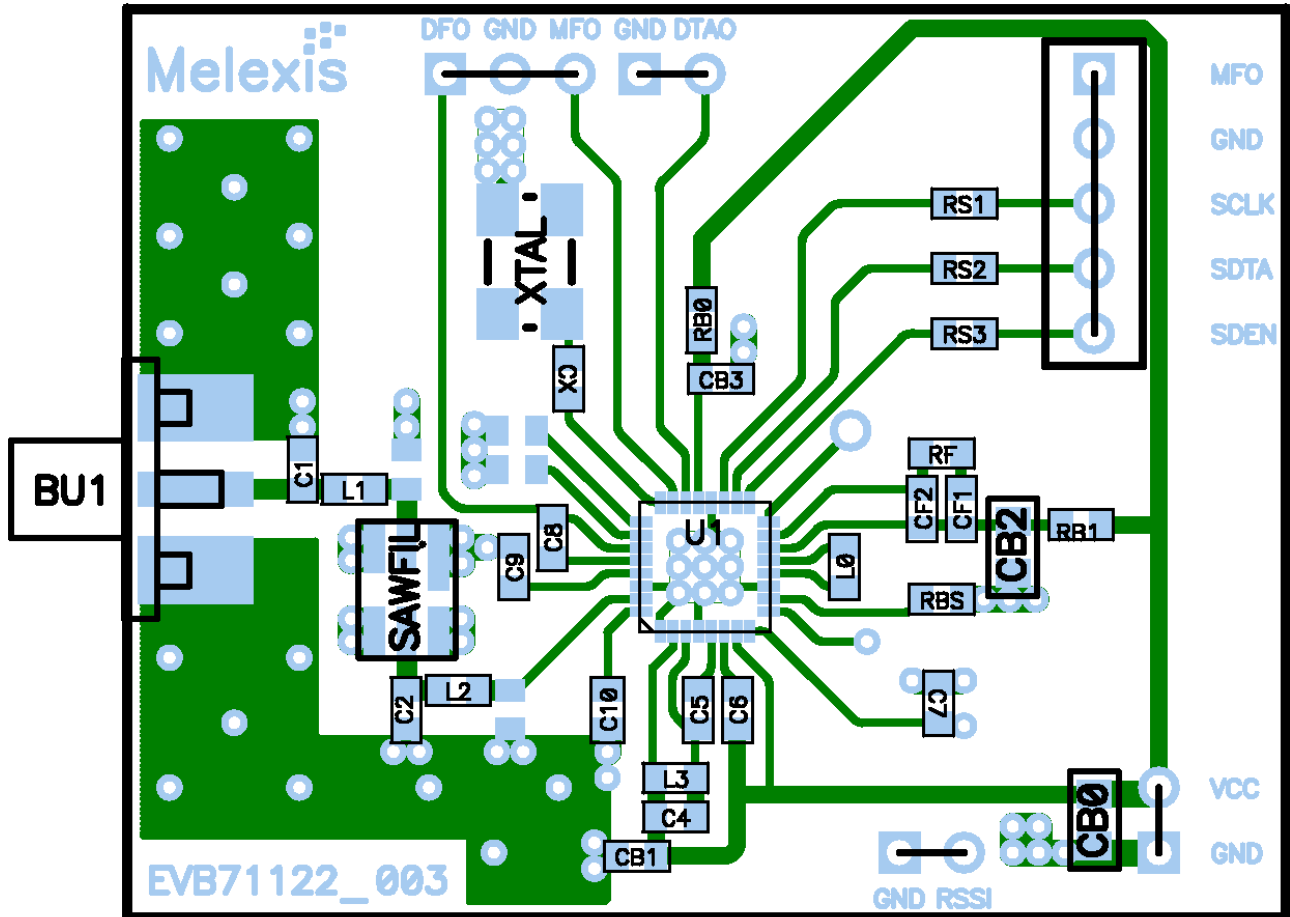 DFO GND MFO GND DTAO
Melexis
MFO
GND
SCLK
SDTA
SDEN
RS1
RS2
RS3
XTAL
RB0
CX
CB3
BU1
C1
L1
RF
CF2
CF1
CB2
RB1
U1
C8
C9
L0
SAWFIL
RBS
L2
C2
C10
C5
C6
C7
L3
C4
CB1
CB0
VCC
GND
EVB71122_003
GND RSSI